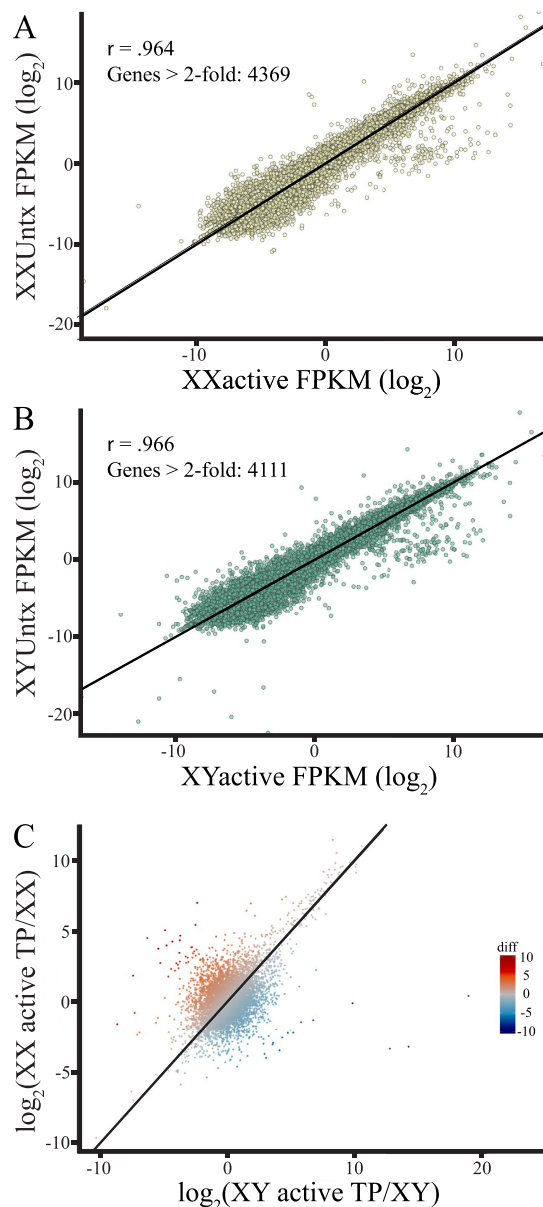 A
r = .964
Genes > 2-fold: 4369
XXUntx FPKM (log2)
10
0
-10
-20
-10
0
10
XXactive FPKM (log2)
B
r = .966
Genes > 2-fold: 4111
XYUntx FPKM (log2)
10
0
-10
-20
-10
0
10
XYactive FPKM (log2)
C
log2(XX active TP/XX)
10
5
0
-5
-10
diff
10
5
0
-5
-10
-10
0
10
20
log2(XY active TP/XY)